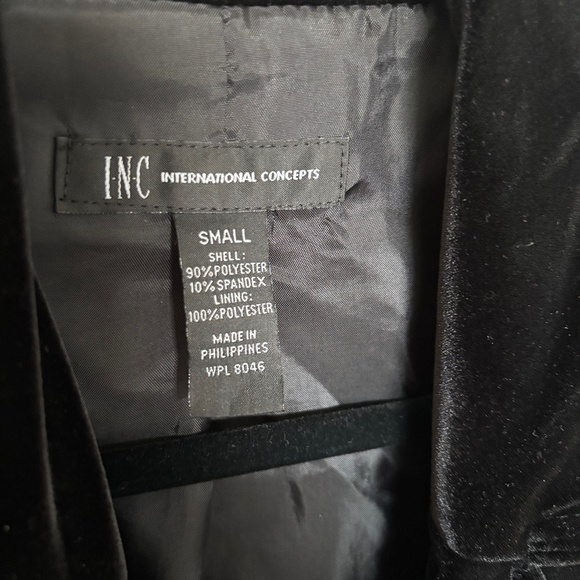 I·N·C INTERNATIONAL CONCEPTS
SMALL
SHELL:
90%POLYESTER
10%SPANDEX
LINING:
100%POLYESTER
MADE IN
PHILIPPINES
WPL 8046